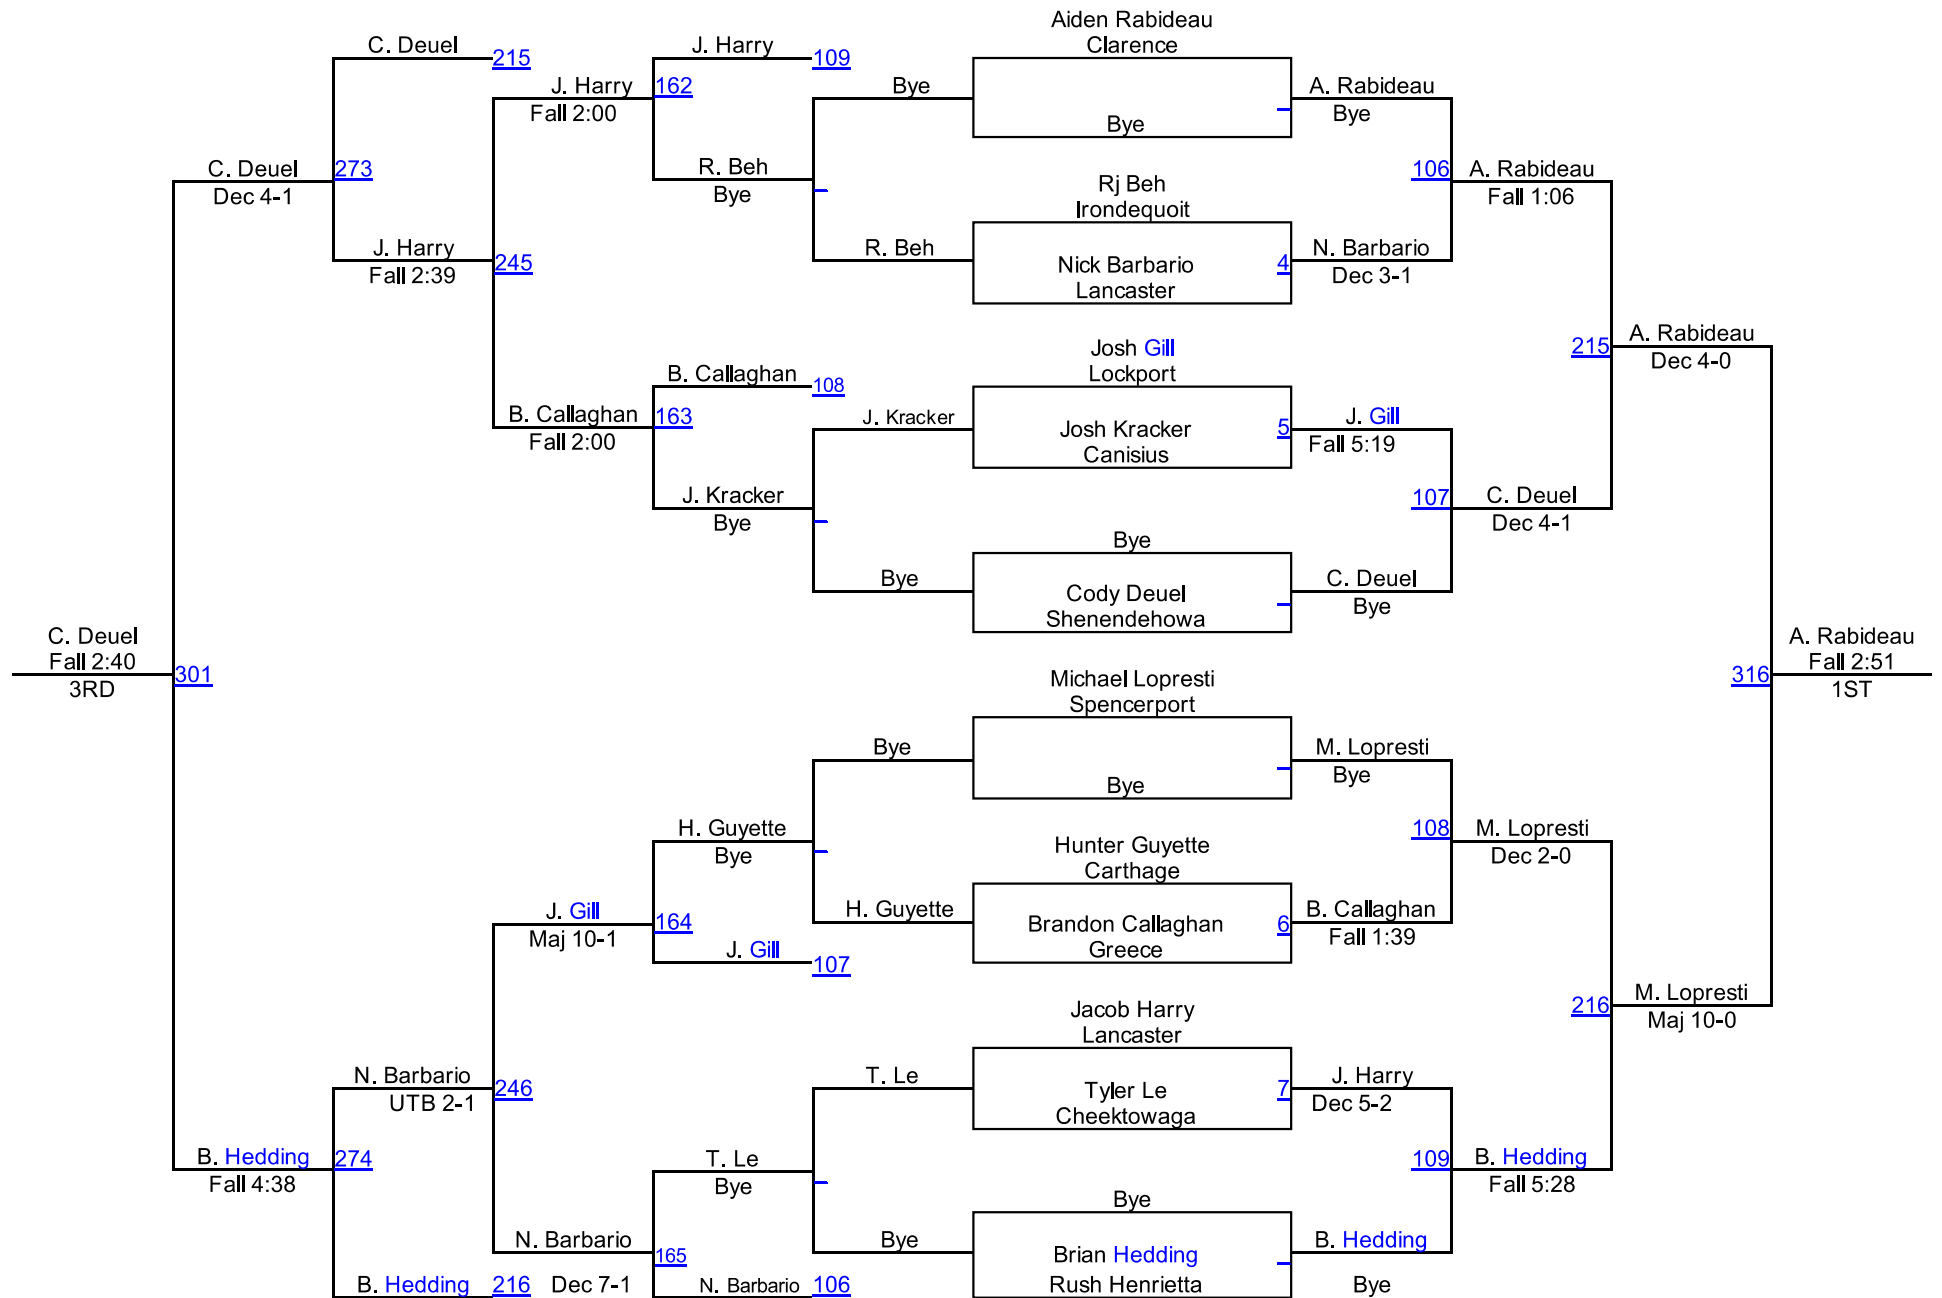 Aiden Rabideau
C. Deuel
J. Harry
Clarence
215
109
J. Harry
162
Bye
A. Rabideau
Fall 2:00
Bye
Bye
C. Deuel
273
R. Beh
106
A. Rabideau
Dec 4-1
Bye
Rj Beh
Fall 1:06
Irondequoit
J. Harry
R. Beh
N. Barbario
Fall 2:39
245
Nick Barbario
4
Dec 3-1
Lancaster
Josh Gill
215
A. Rabideau
Lockport
Dec 4-0
B. Callaghan
108
B. Callaghan
163
J. Kracker
Josh Kracker
5
J. Gill
Fall 2:00
Canisius
Fall 5:19
J. Kracker
107
C. Deuel
Bye
Dec 4-1
Bye
Bye
Cody Deuel
C. Deuel
Shenendehowa
Bye
C. Deuel
A. Rabideau
Fall 2:40
Fall 2:51
301
316
3RD
1ST
Michael Lopresti
Spencerport
Bye
M. Lopresti
Bye
Bye
H. Guyette
108
M. Lopresti
Bye
Hunter Guyette
Dec 2-0
Carthage
J. Gill
164
H. Guyette
Brandon Callaghan
6
B. Callaghan
Maj 10-1
Greece
Fall 1:39
J. Gill
107
Jacob Harry
216
M. Lopresti
Lancaster
Maj 10-0
N. Barbario
246
T. Le
Tyler Le
7
J. Harry
UTB 2-1
Cheektowaga
Dec 5-2
B. Hedding
274
T. Le
109
B. Hedding
Fall 4:38
Bye
Fall 5:28
Bye
N. Barbario
165
Bye
Brian Hedding
B. Hedding
B. Hedding
216
Dec 7-1
N. Barbario
106
Rush Henrietta
Bye